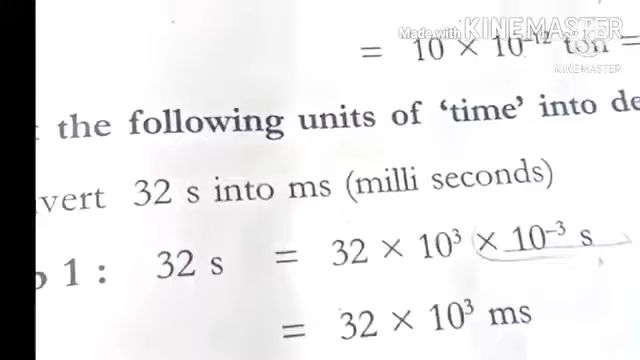 Made with KINEMASTER
= 10 × 10⁻¹² ton =
KINEMASTER
the following units of ‘time’ into de
vert 32 s into ms (milli seconds)
1 : 32 s = 32 × 10³ × 10⁻³ s
= 32 × 10³ ms